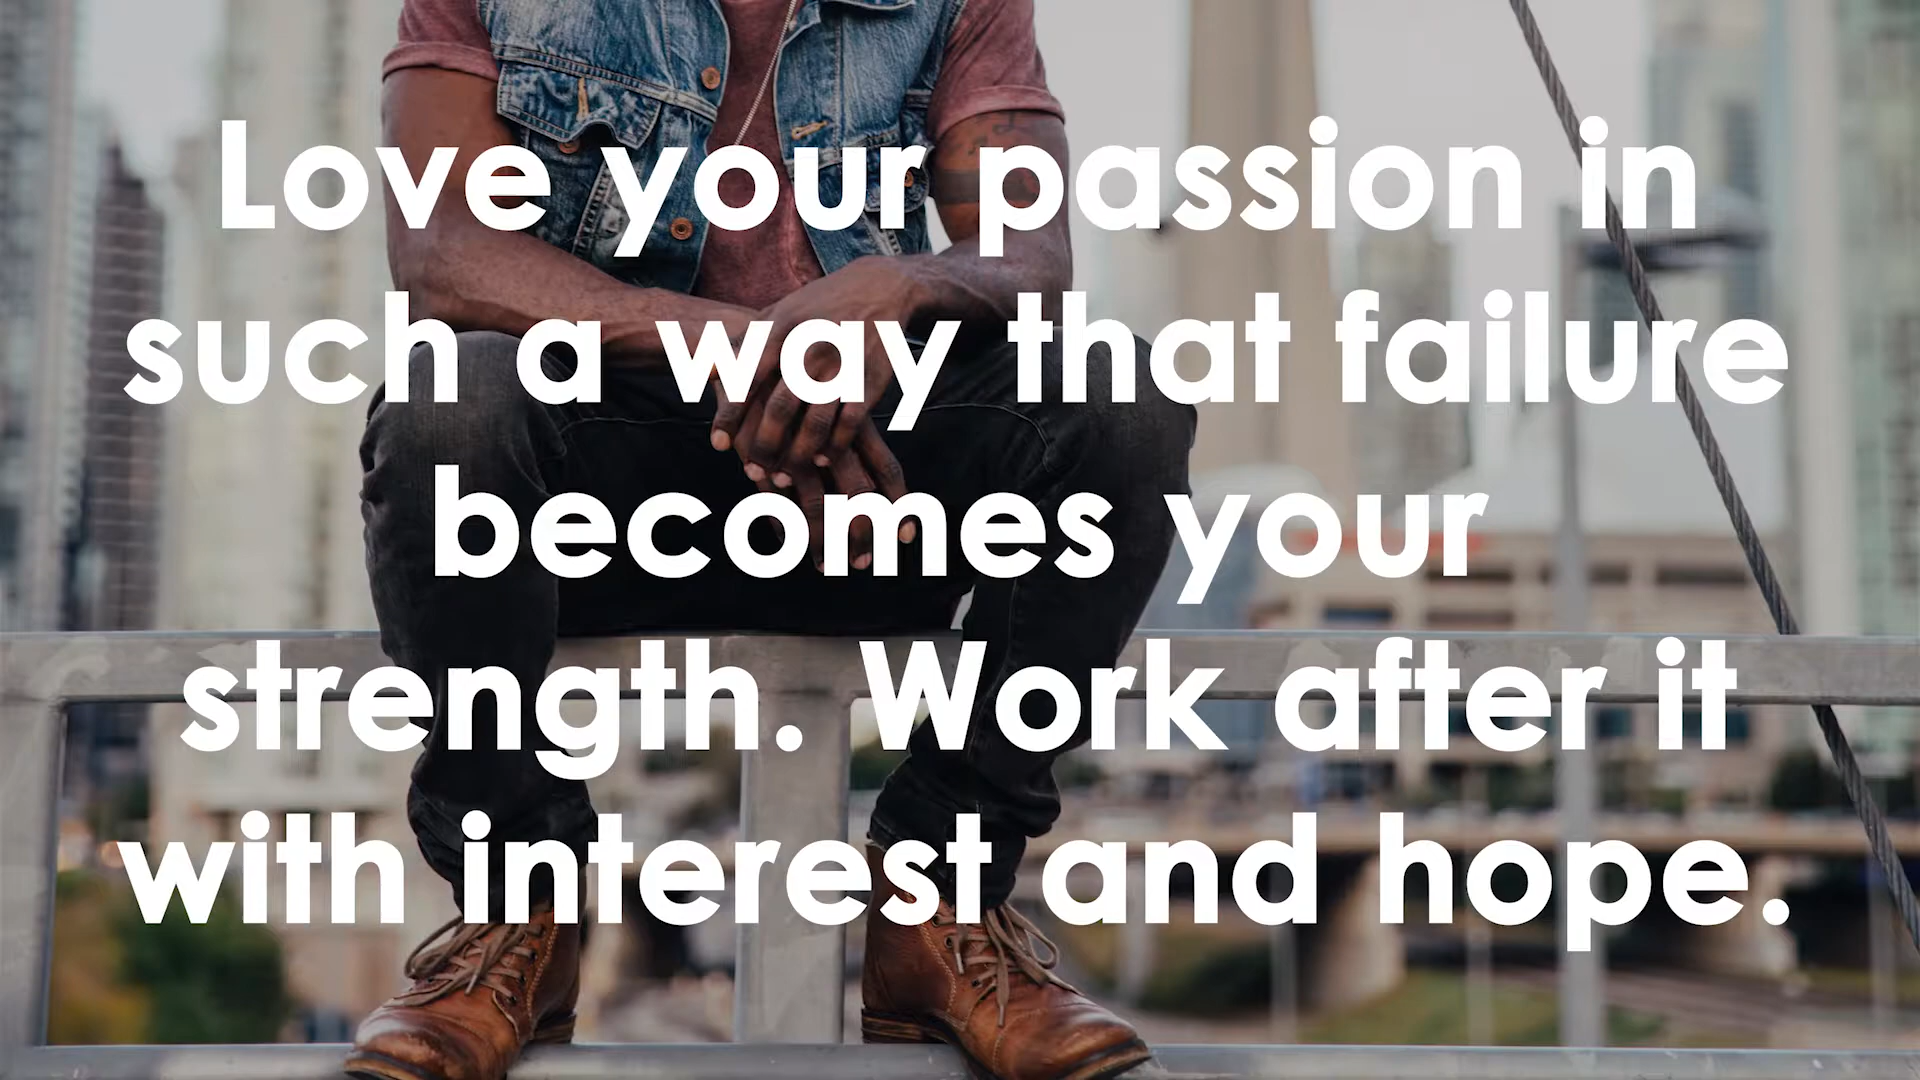 Love your passion in
such a way that failure
becomes your
strength. Work after it
with interest and hope.